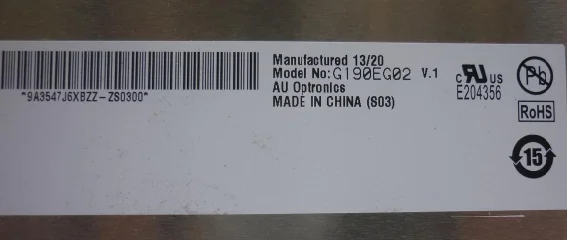 Manufactured 13/20
Model No:G190EG02 V.1
AU Optronics
MADE IN CHINA (S03)
*9A3547J6XBZZ-ZS0300*
c RU US
E204356
Pb
RoHS
15